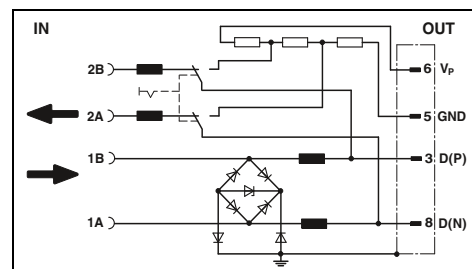 IN
OUT
2B
6 Vₚ
2A
5 GND
1B
3 D(P)
1A
8 D(N)